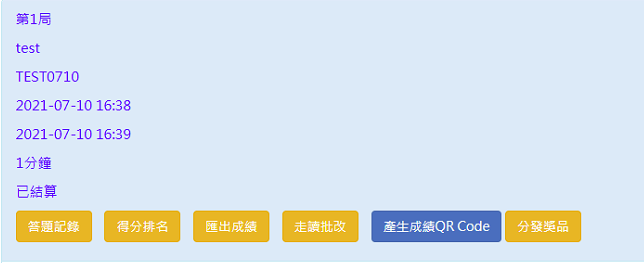 第1局
test
TEST0710
2021-07-10 16:38
2021-07-10 16:39
1分鐘
已結算
答題記錄 得分排名 匯出成績 走讀批改 產生成績QR Code 分發獎品